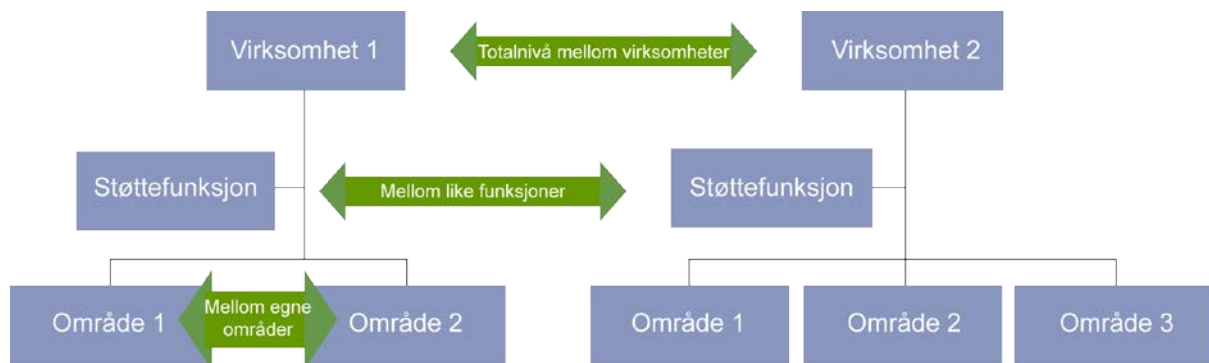 Virksomhet 1
Totalnivå mellom virksomheter
Virksomhet 2
Støttefunksjon
Mellom like funksjoner
Støttefunksjon
Område 1
Mellom egne
områder
Område 2
Område 1
Område 2
Område 3